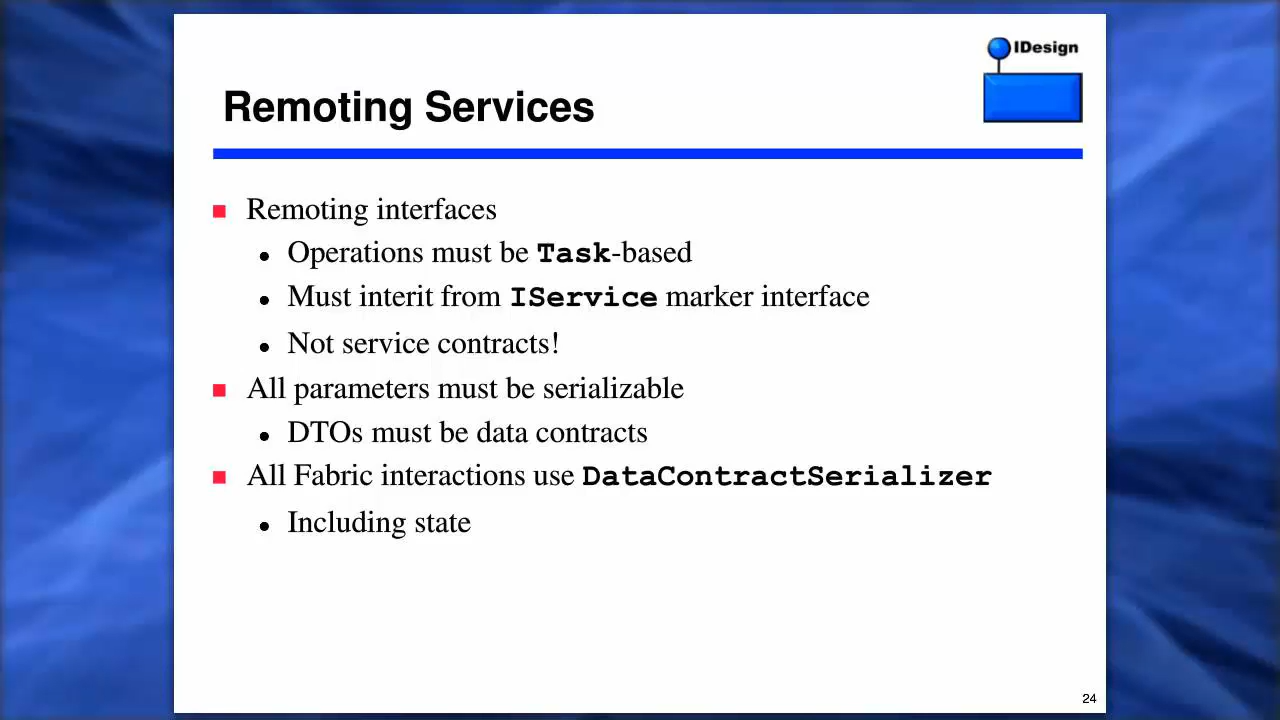 IDesign
Remoting Services
Remoting interfaces
Operations must be Task-based
Must interit from IService marker interface
Not service contracts!
All parameters must be serializable
DTOs must be data contracts
All Fabric interactions use DataContractSerializer
Including state
24